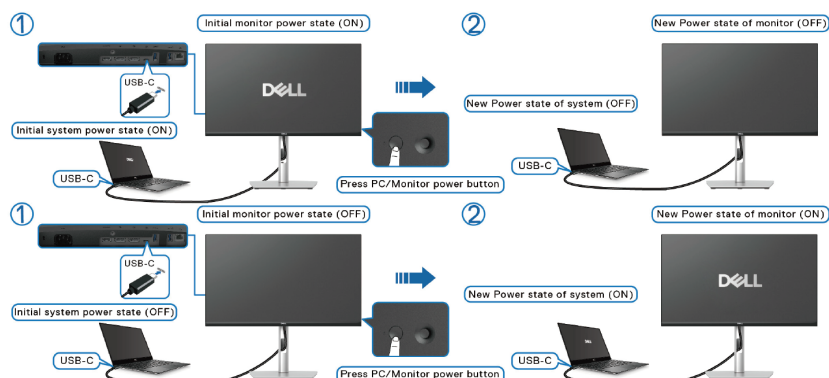 1
Initial monitor power state (ON)
2
New Power state of monitor (OFF)
USB-C
DELL
New Power state of system (OFF)
Initial system power state (ON)
DELL
USB-C
USB-C
Press PC/Monitor power button
1
Initial monitor power state (OFF)
2
New Power state of monitor (ON)
USB-C
DELL
New Power state of system (ON)
Initial system power state (OFF)
DELL
USB-C
USB-C
Press PC/Monitor power button